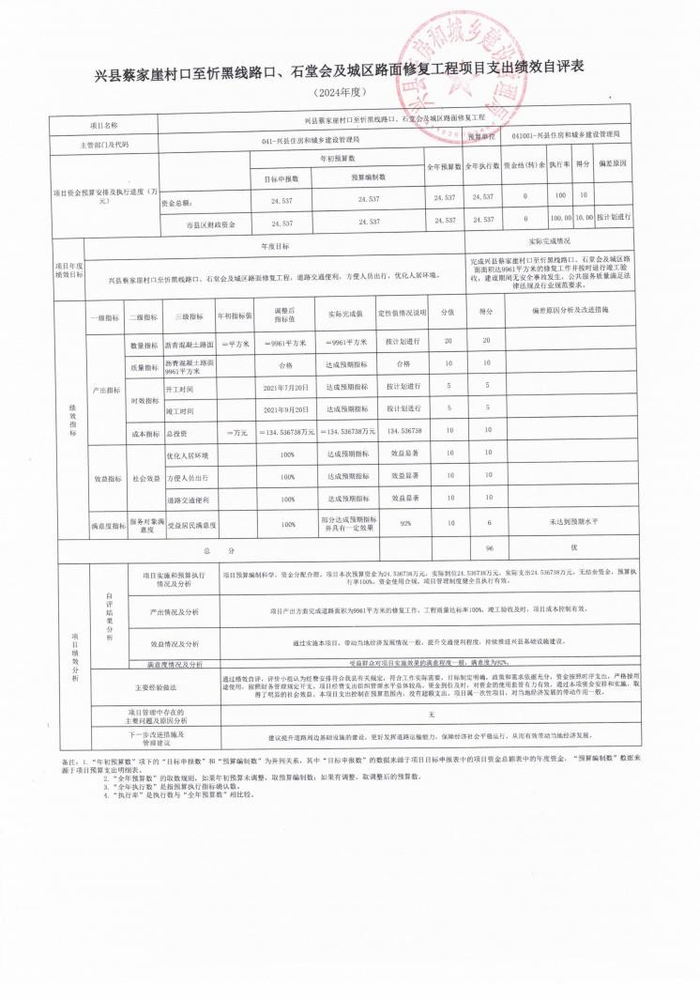 兴县蔡家崖村口至忻黑线路口、石堂会及城区路面修复工程项目支出绩效自评表
（2024年度）
项目名称 兴县蔡家崖村口至忻黑线路口、石堂会及城区路面修复工程
主管部门及代码 041-兴县住房和城乡建设管理局 预算单位 041001-兴县住房和城乡建设管理局
项目资金预算安排及执行进度（万元） 年初预算数 全年预算数 全年执行数 资金结(转)余 执行率 得分 偏差原因
目标申报数 预算编制数
资金总额： 24.537 24.537 24.537 24.537 0 100 10
市县区财政资金 24.537 24.537 24.537 24.537 0 100.00 10.00 按计划进行
项目年度绩效目标 年度目标 实际完成情况
兴县蔡家崖村口至忻黑线路口、石堂会及城区路面修复工程，道路交通便利，方便人员出行，优化人居环境。
完成兴县蔡家崖村口至忻黑线路口、石堂会及城区路
面面积达9961平方米的修复工作并按时进行竣工验
收，建设期间无安全事故发生，公共服务质量满足法
律法规及行业规范要求。
绩效指标 一级指标 二级指标 三级指标 年初指标值 调整后指标值 实际完成值 定性值情况说明 分值 得分 偏差原因分析及改进措施
产出指标 数量指标 沥青混凝土路面 ＝平方米 ＝9961平方米 ＝9961平方米 按计划进行 20 20
质量指标 沥青混凝土路面9961平方米 合格 达成预期指标 合格 10 10
时效指标 开工时间 2021年7月20日 达成预期指标 按计划进行 5 5
竣工时间 2021年9月20日 达成预期指标 按计划进行 5 5
成本指标 总投资 ＝万元 ＝134.536738万元 ＝134.536738万元 134.536738 10 10
效益指标 社会效益 优化人居环境 100% 达成预期指标 效益显著 10 10
方便人员出行 100% 达成预期指标 效益显著 10 10
道路交通便利 100% 达成预期指标 效益显著 10 10
满意度指标 服务对象满意度 受益居民满意度 100% 部分达成预期指标并具有一定效果 92% 10 6 未达到预期水平
总 分 96 优
项目绩效分析 自评结果分析 项目实施和预算执行情况及分析 项目预算编制科学、资金分配合理。项目本次预算资金为24.536738万元，实际到位24.536738万元，实际支出24.536738万元，无结余资金，预算执
行率100%，资金使用合规，项目管理制度健全且执行有效。
产出情况及分析 项目产出方面完成道路面积为9961平方米的修复工作，工程质量达标率100%，竣工验收及时，项目成本控制有效。
效益情况及分析 通过实施本项目，带动当地经济发展情况一般，提升交通便利程度，持续推进兴县基础设施建设。
满意度情况及分析 受益群众对项目实施效果的满意程度一般，满意度为92%。
主要经验做法 通过绩效自评，评价小组认为经费安排符合我县有关规定，符合工作实际需要，目标制定明确，政策和需求依据充分，资金按照时序支出，严格按用
途使用，按照财务管理规定开支，项目经费支出组织管理水平总体较高，资金到位及时，对资金的使用监管有力有效，通过本项资金安排和实施，取
得了明显的社会效益。本项目支出控制在预算范围内，没有超额支出，项目属一次性项目，对当地经济发展的带动作用一般。
项目管理中存在的主要问题及原因分析 无
下一步改进措施及管理建议 建议提升道路周边基础设施的建设，更好发挥道路运输能力，保障经济社会平稳运行，从而有效带动当地经济发展。
备注：1.“年初预算数”项下的“目标申报数”和“预算编制数”为并列关系，其中“目标申报数”的数据来源于项目目标申报表中的项目资金总额表中的年度资金，“预算编制数”数据来
源于项目预算支出明细表。
2.“全年预算数”的取数规则，如果年初预算未调整，取预算编制数；如果有调整，取调整后的预算数。
3.“全年执行数”是指预算执行指标确认数。
4.“执行率”是执行数与“全年预算数”相比较。